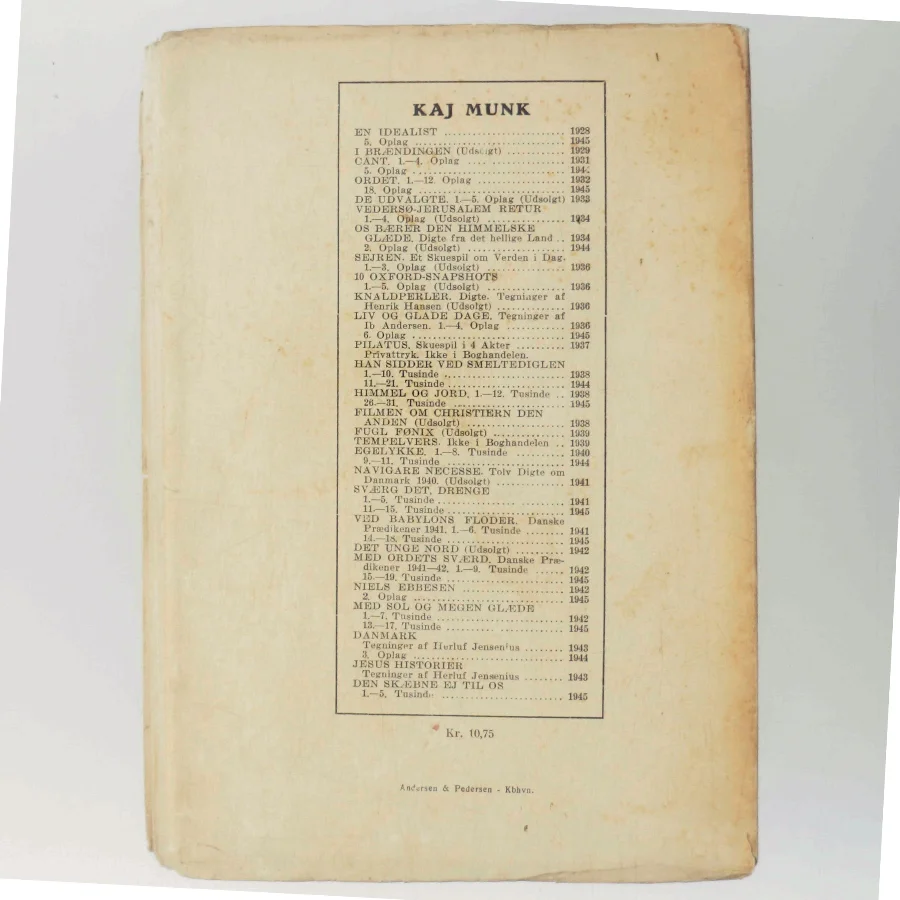 KAJ MUNK
EN IDEALIST ........................ 1928
5. Oplag ............................... 1945
I BRÆNDINGEN (Udsolgt) ............ 1929
CANT. 1.—4. Oplag .... ................ 1931
5. Oplag ...............................
ORDET. 1.—12. Oplag .................. 1932
18. Oplag .............................. 1945
DE UDVALGTE. 1.—5. Oplag (Udsolgt) 1933
VEDERSØ-JERUSALEM RETUR
1.—4. Oplag (Udsolgt) ................ 1934
OS BÆRER DEN HIMMELSKE
GLÆDE. Digte fra det hellige Land .. 1934
2. Oplag (Udsolgt) .................... 1944
SEJREN. Et Skuespil om Verden i Dag.
1.—3. Oplag (Udsolgt) ................ 1936
10 OXFORD-SNAPSHOTS
1.—5. Oplag (Udsolgt) ................ 1936
KNALDPERLER. Digte. Tegninger af
Henrik Hansen (Udsolgt) .............. 1936
LIV OG GLADE DAGE. Tegninger af
Ib Andersen. 1.—4. Oplag ............ 1936
6. Oplag ............................... 1945
PILATUS. Skuespil i 4 Akter .......... 1937
Privattryk. Ikke i Boghandelen.
HAN SIDDER VED SMELTEDIGLEN
1.—10. Tusinde ......................... 1938
11.—21. Tusinde ........................ 1944
HIMMEL OG JORD. 1.—12. Tusinde .. 1938
26.—31. Tusinde ....................... 1945
FILMEN OM CHRISTIERN DEN
ANDEN (Udsolgt) ..................... 1938
FUGL FØNIX (Udsolgt) ............... 1939
TEMPELVERS. Ikke i Boghandelen .. 1939
EGELYKKE. 1.—8. Tusinde .......... 1940
9.—11. Tusinde ........................ 1944
NAVIGARE NECESSE. Tolv Digte om
Danmark 1940. (Udsolgt) .............. 1941
SVÆRG DET, DRENGE
1.—5. Tusinde .......................... 1941
11.—15. Tusinde ........................ 1945
VED BABYLONS FLODER. Danske
Prædikener 1941. 1.—6. Tusinde ........ 1941
14.—18. Tusinde ........................ 1945
DET UNGE NORD (Udsolgt) .......... 1942
MED ORDETS SVÆRD. Danske Præ-
dikener 1941—42. 1.—9. Tusinde ...... 1942
15.—19. Tusinde ........................ 1945
NIELS EBBESEN ..................... 1942
2. Oplag ................................ 1945
MED SOL OG MEGEN GLÆDE
1.—7. Tusinde .......................... 1942
13.—17. Tusinde ........................ 1945
DANMARK
Tegninger af Herluf Jensenius ........ 1943
3. Oplag ................................ 1944
JESUS HISTORIER
Tegninger af Herluf Jensenius ........ 1943
DEN SKÆBNE EJ TIL OS
1.—5. Tusinde ......................... 1945
Kr. 10,75
Andersen & Pedersen - Kbhvn.